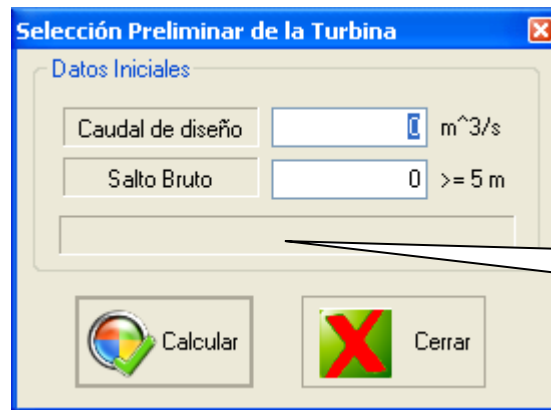 Selección Preliminar de la Turbina
Datos Iniciales
Caudal de diseño 0 m^3/s
Salto Bruto 0 >= 5 m
Calcular Cerrar